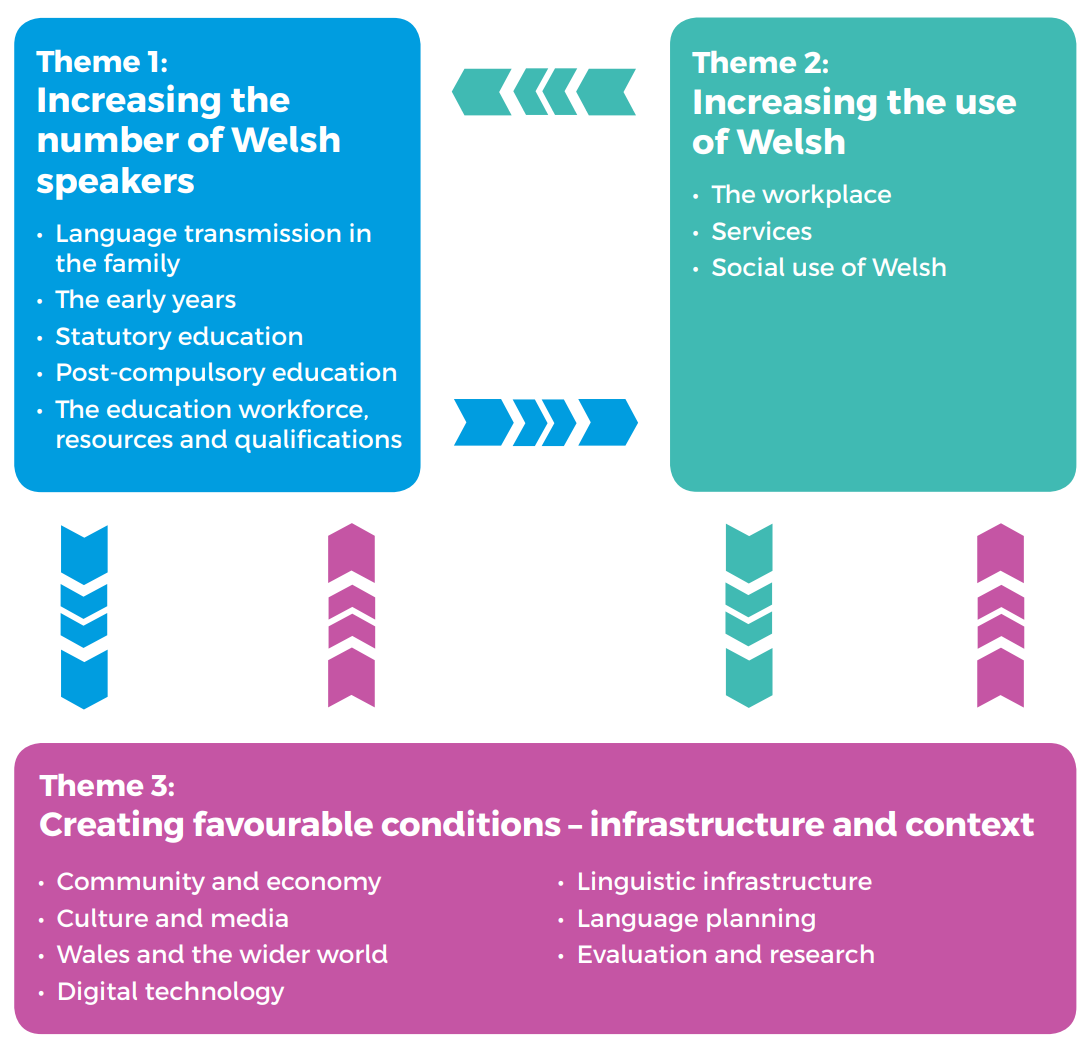 Theme 1:
Increasing the
number of Welsh
speakers
• Language transmission in
the family
• The early years
• Statutory education
• Post-compulsory education
• The education workforce,
resources and qualifications
Theme 2:
Increasing the use
of Welsh
• The workplace
• Services
• Social use of Welsh
Theme 3:
Creating favourable conditions – infrastructure and context
• Community and economy
• Culture and media
• Wales and the wider world
• Digital technology
• Linguistic infrastructure
• Language planning
• Evaluation and research